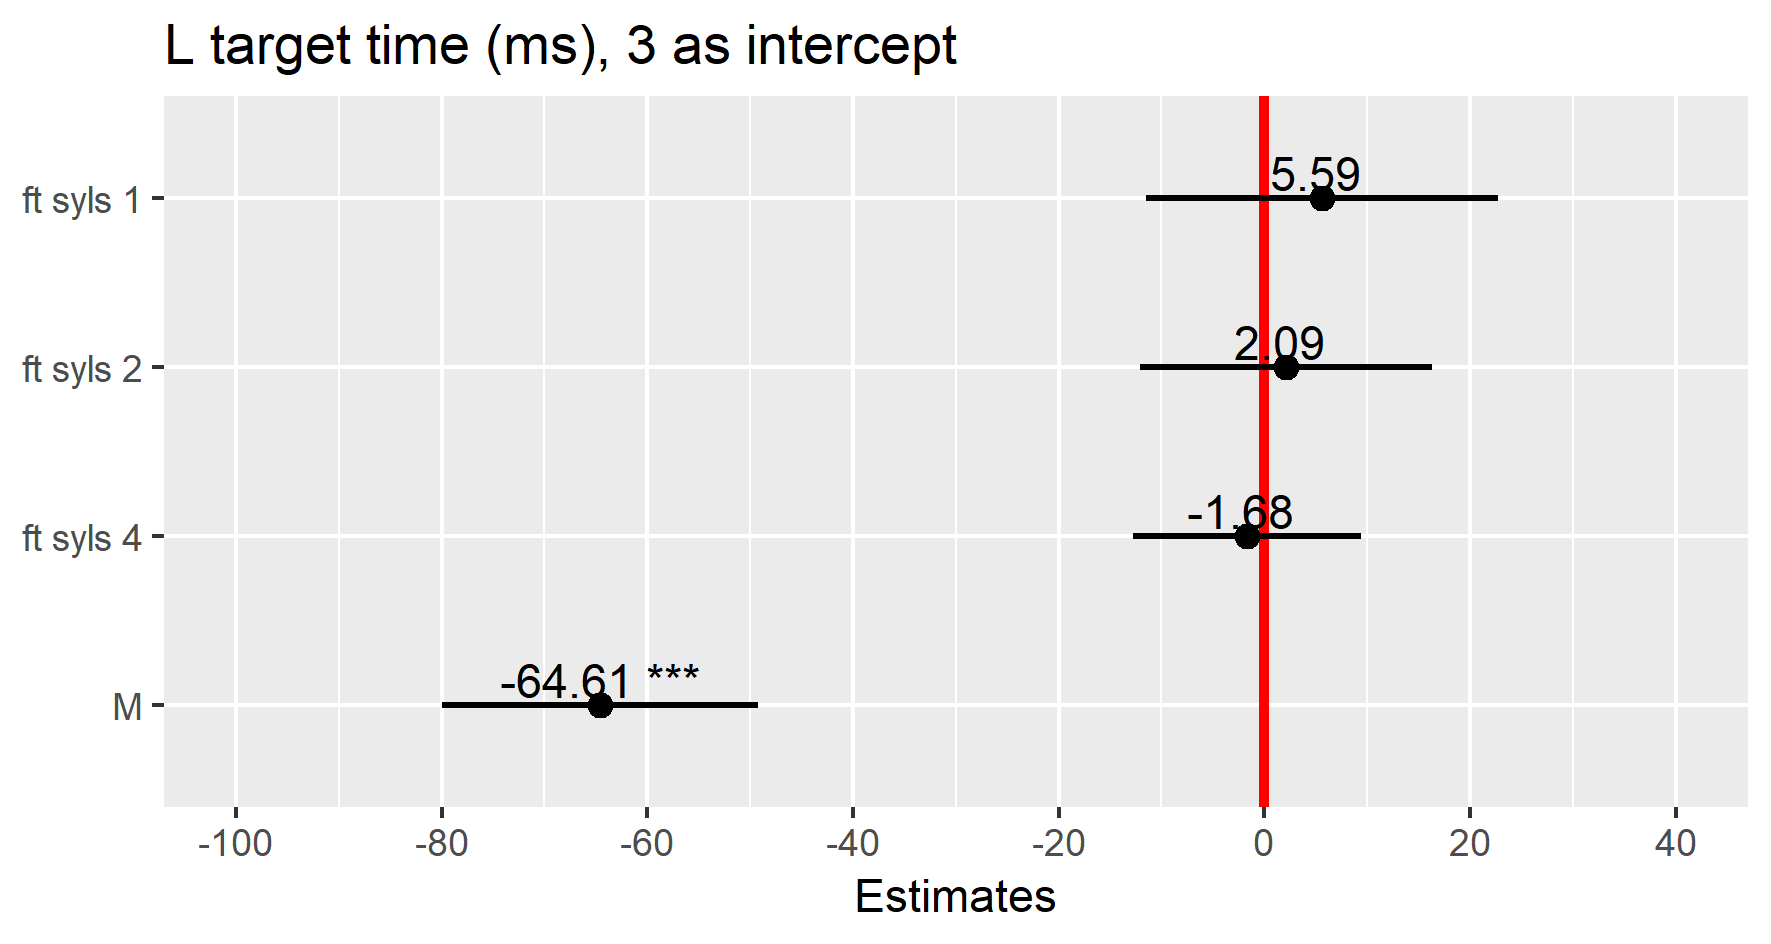 L target time (ms), 3 as intercept
ft syls 1
5.59
ft syls 2
2.09
ft syls 4
-1.68
M
-64.61 ***
-100 -80 -60 -40 -20 0 20 40
Estimates